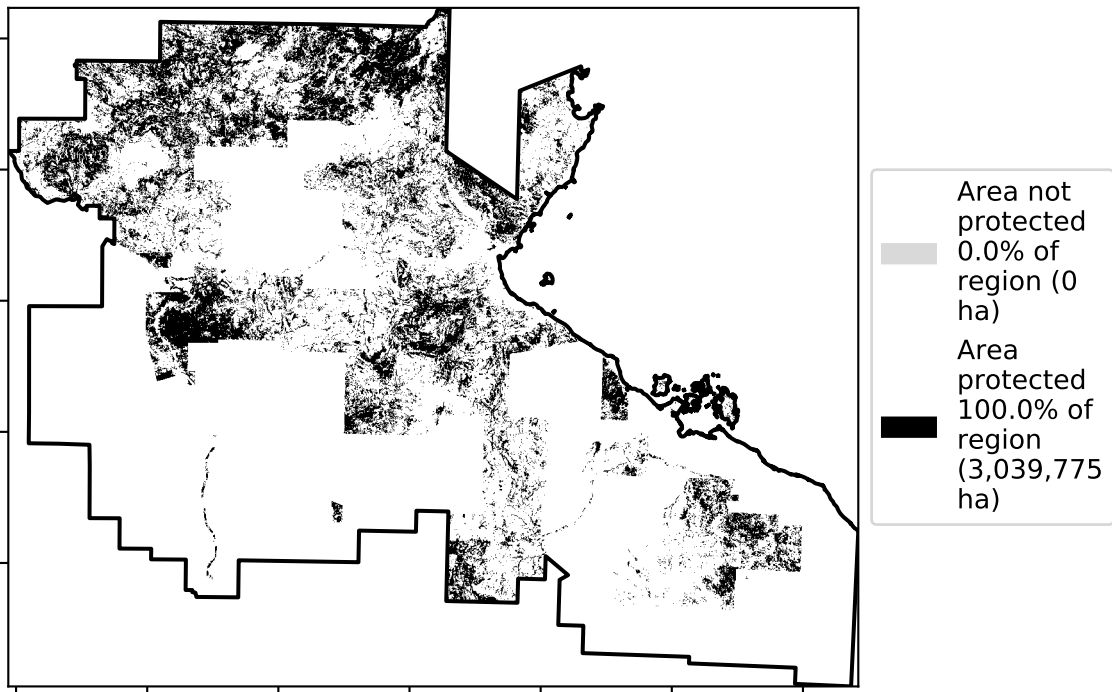 Area not
protected
0.0% of
region (0
ha)
Area
protected
100.0% of
region
(3,039,775
ha)